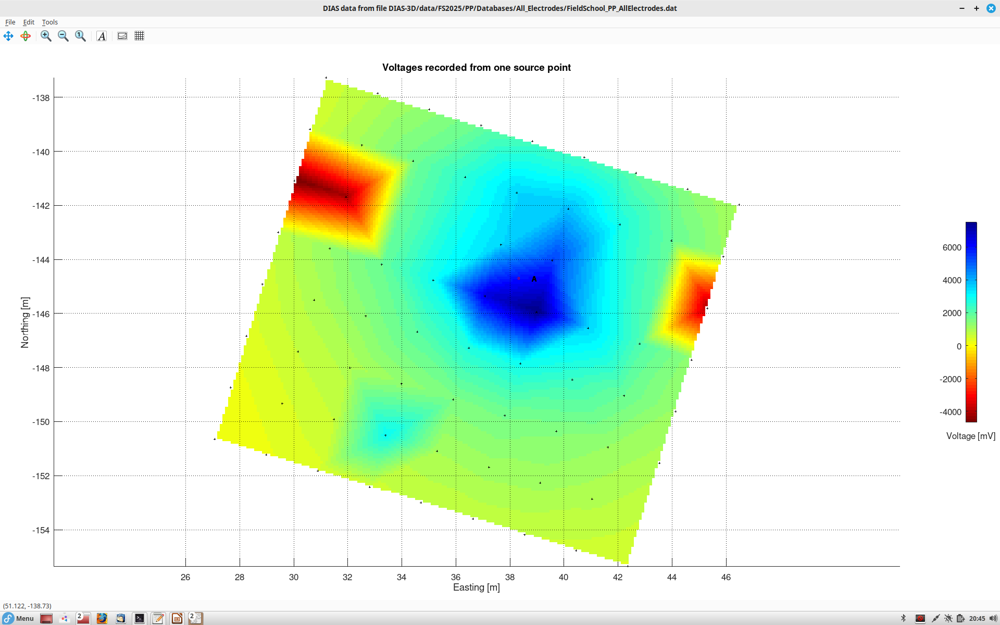 DIAS data from file DIAS-3D/data/FS2025/PP/Databases/All_Electrodes/FieldSchool_PP_AllElectrodes.dat
File Edit Tools
A
Voltages recorded from one source point
-138
-140
-142
-144
-146
-148
-150
-152
-154
Northing [m]
A
26 28 30 32 34 36 38 40 42 44 46
Easting [m]
6000
4000
2000
0
-2000
-4000
Voltage [mV]
(51.122, -138.73)
Menu 2 2 20:45